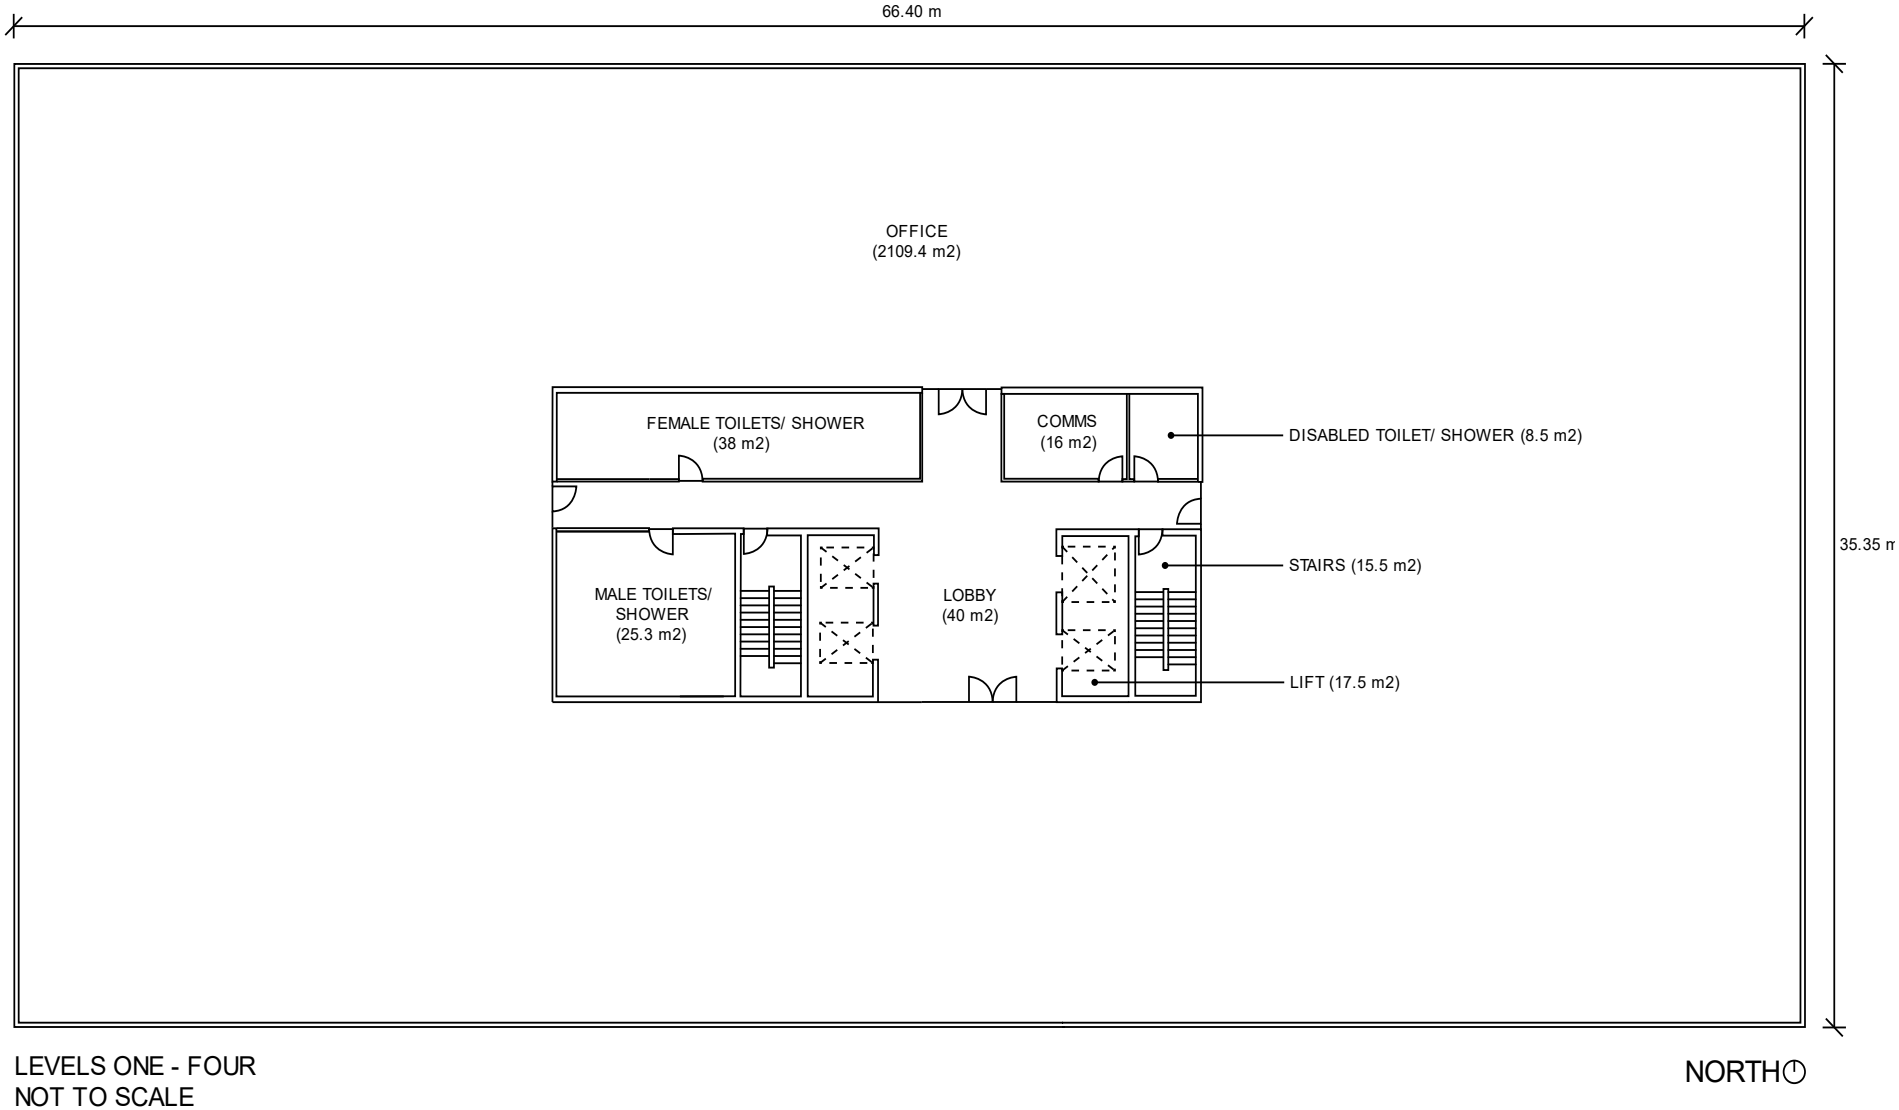 66.40 m
OFFICE
(2109.4 m2)
FEMALE TOILETS/ SHOWER
(38 m2)
COMMS
(16 m2)
DISABLED TOILET/ SHOWER (8.5 m2)
35.35 m
STAIRS (15.5 m2)
MALE TOILETS/
SHOWER
(25.3 m2)
LOBBY
(40 m2)
LIFT (17.5 m2)
LEVELS ONE - FOUR
NOT TO SCALE
NORTH